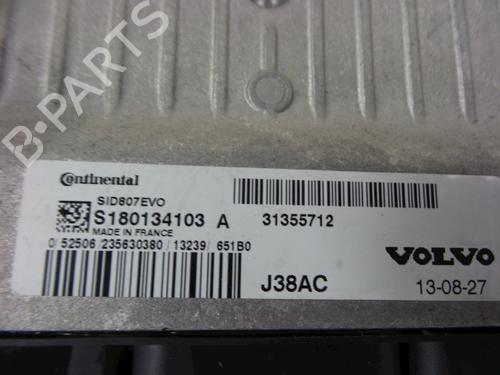 B-PARTS
Continental
SID807EVO
S180134103 A
MADE IN FRANCE
31355712
0 52506 / 235630380 / 13239 / 651B0
VOLVO
J38AC
13-08-27